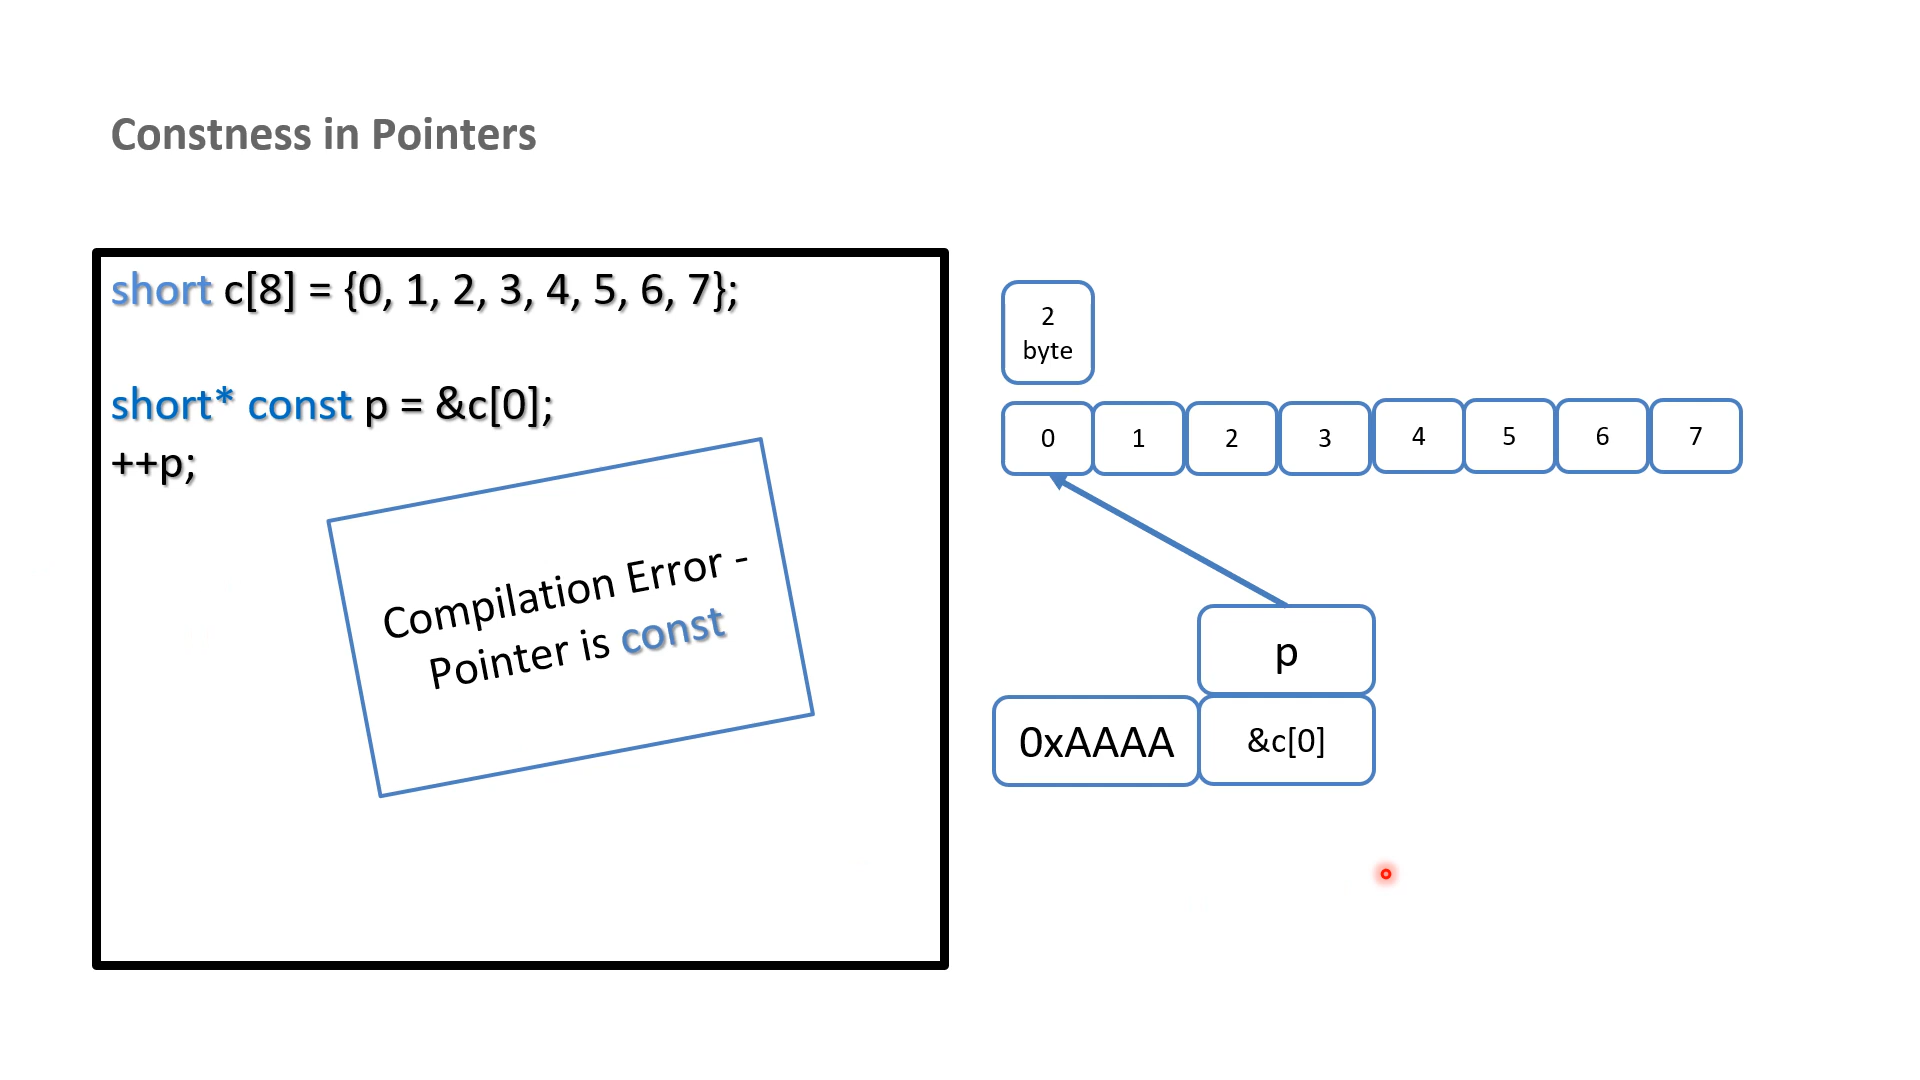 Constness in Pointers
short c[8] = {0, 1, 2, 3, 4, 5, 6, 7};
short* const p = &c[0];
++p;
Compilation Error -
Pointer is const
2
byte
0 1 2 3 4 5 6 7
p
0xAAAA &c[0]